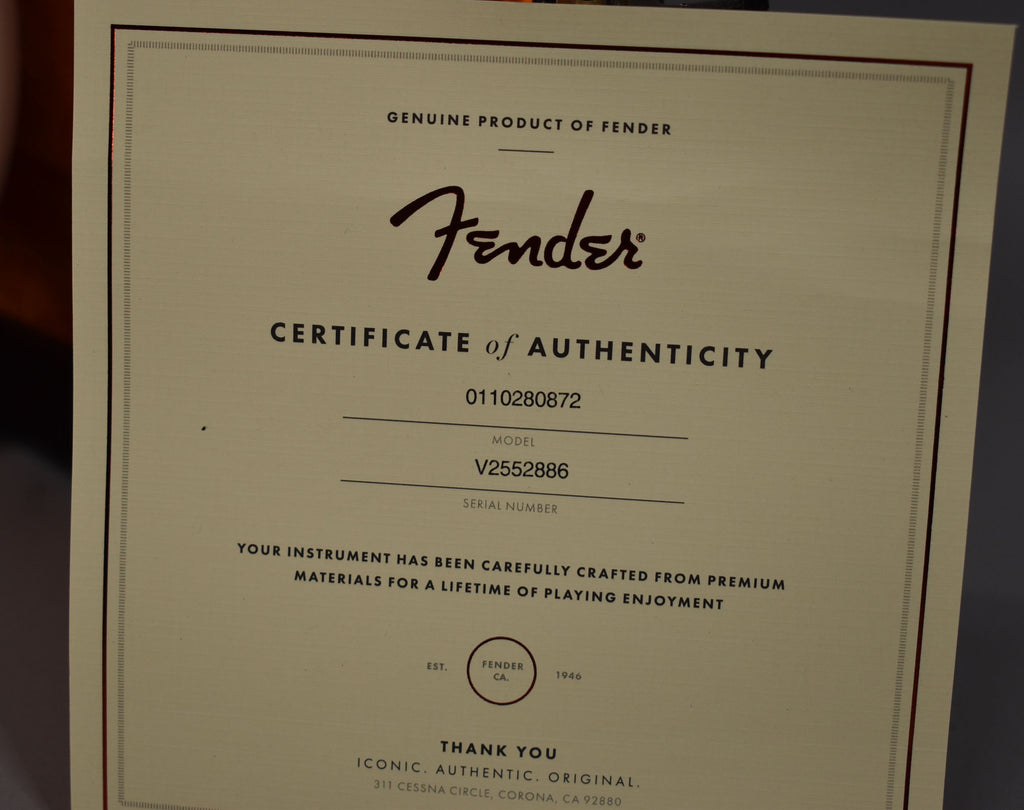 GENUINE PRODUCT OF FENDER
Fender®
CERTIFICATE of AUTHENTICITY
0110280872
MODEL
V2552886
SERIAL NUMBER
YOUR INSTRUMENT HAS BEEN CAREFULLY CRAFTED FROM PREMIUM
MATERIALS FOR A LIFETIME OF PLAYING ENJOYMENT
EST. FENDER CA. 1946
THANK YOU
ICONIC. AUTHENTIC. ORIGINAL.
311 CESSNA CIRCLE, CORONA, CA 92880